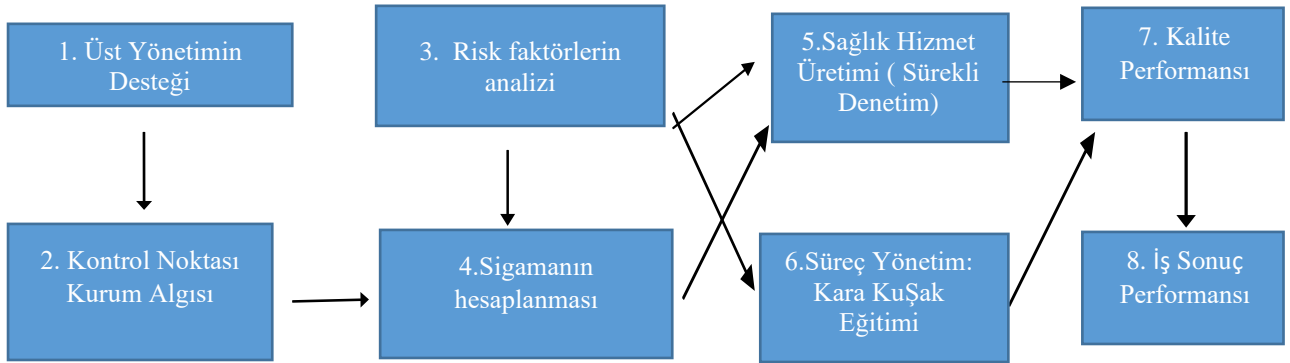 1. Üst Yönetimin
Desteği
2. Kontrol Noktası
Kurum Algısı
3. Risk faktörlerin
analizi
4.Sigamanın
hesaplanması
5.Sağlık Hizmet
Üretimi ( Sürekli
Denetim)
6.Süreç Yönetim:
Kara KuŞak
Eğitimi
7. Kalite
Performansı
8. İş Sonuç
Performansı